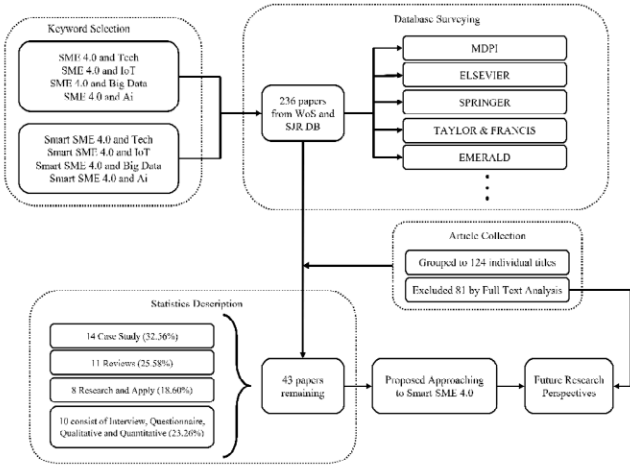 Keyword Selection
SME 4.0 and Tech
SME 4.0 and IoT
SME 4.0 and Big Data
SME 4.0 and Ai
Smart SME 4.0 and Tech
Smart SME 4.0 and IoT
Smart SME 4.0 and Big Data
Smart SME 4.0 and Ai
Database Surveying
236 papers
from WoS and
SJR DB
MDPI
ELSEVIER
SPRINGER
TAYLOR & FRANCIS
EMERALD
Article Collection
Grouped to 124 individual titles
Excluded 81 by Full Text Analysis
Statistics Description
14 Case Study (32.56%)
11 Reviews (25.58%)
8 Research and Apply (18.60%)
10 consist of Interview, Questionnaire,
Qualitative and Quantitative (23.26%)
43 papers
remaining
Proposed Approaching
to Smart SME 4.0
Future Research
Perspectives